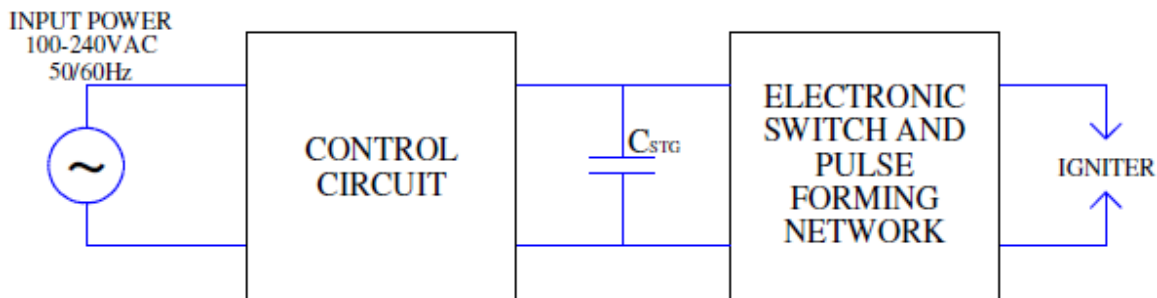 INPUT POWER
100-240VAC
50/60Hz
~
CONTROL
CIRCUIT
CSTG
ELECTRONIC
SWITCH AND
PULSE
FORMING
NETWORK
IGNITER